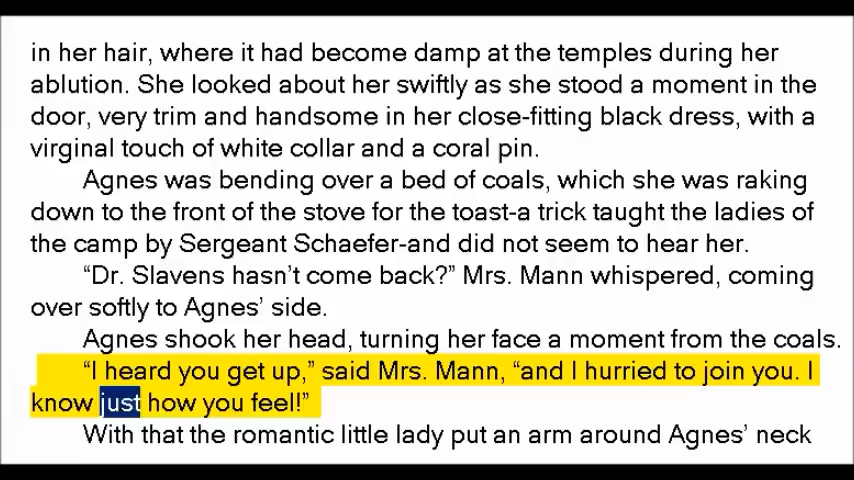 in her hair, where it had become damp at the temples during her
ablution. She looked about her swiftly as she stood a moment in the
door, very trim and handsome in her close-fitting black dress, with a
virginal touch of white collar and a coral pin.
Agnes was bending over a bed of coals, which she was raking
down to the front of the stove for the toast-a trick taught the ladies of
the camp by Sergeant Schaefer-and did not seem to hear her.
“Dr. Slavens hasn’t come back?” Mrs. Mann whispered, coming
over softly to Agnes’ side.
Agnes shook her head, turning her face a moment from the coals.
“I heard you get up,” said Mrs. Mann, “and I hurried to join you. I
know just how you feel!”
With that the romantic little lady put an arm around Agnes’ neck